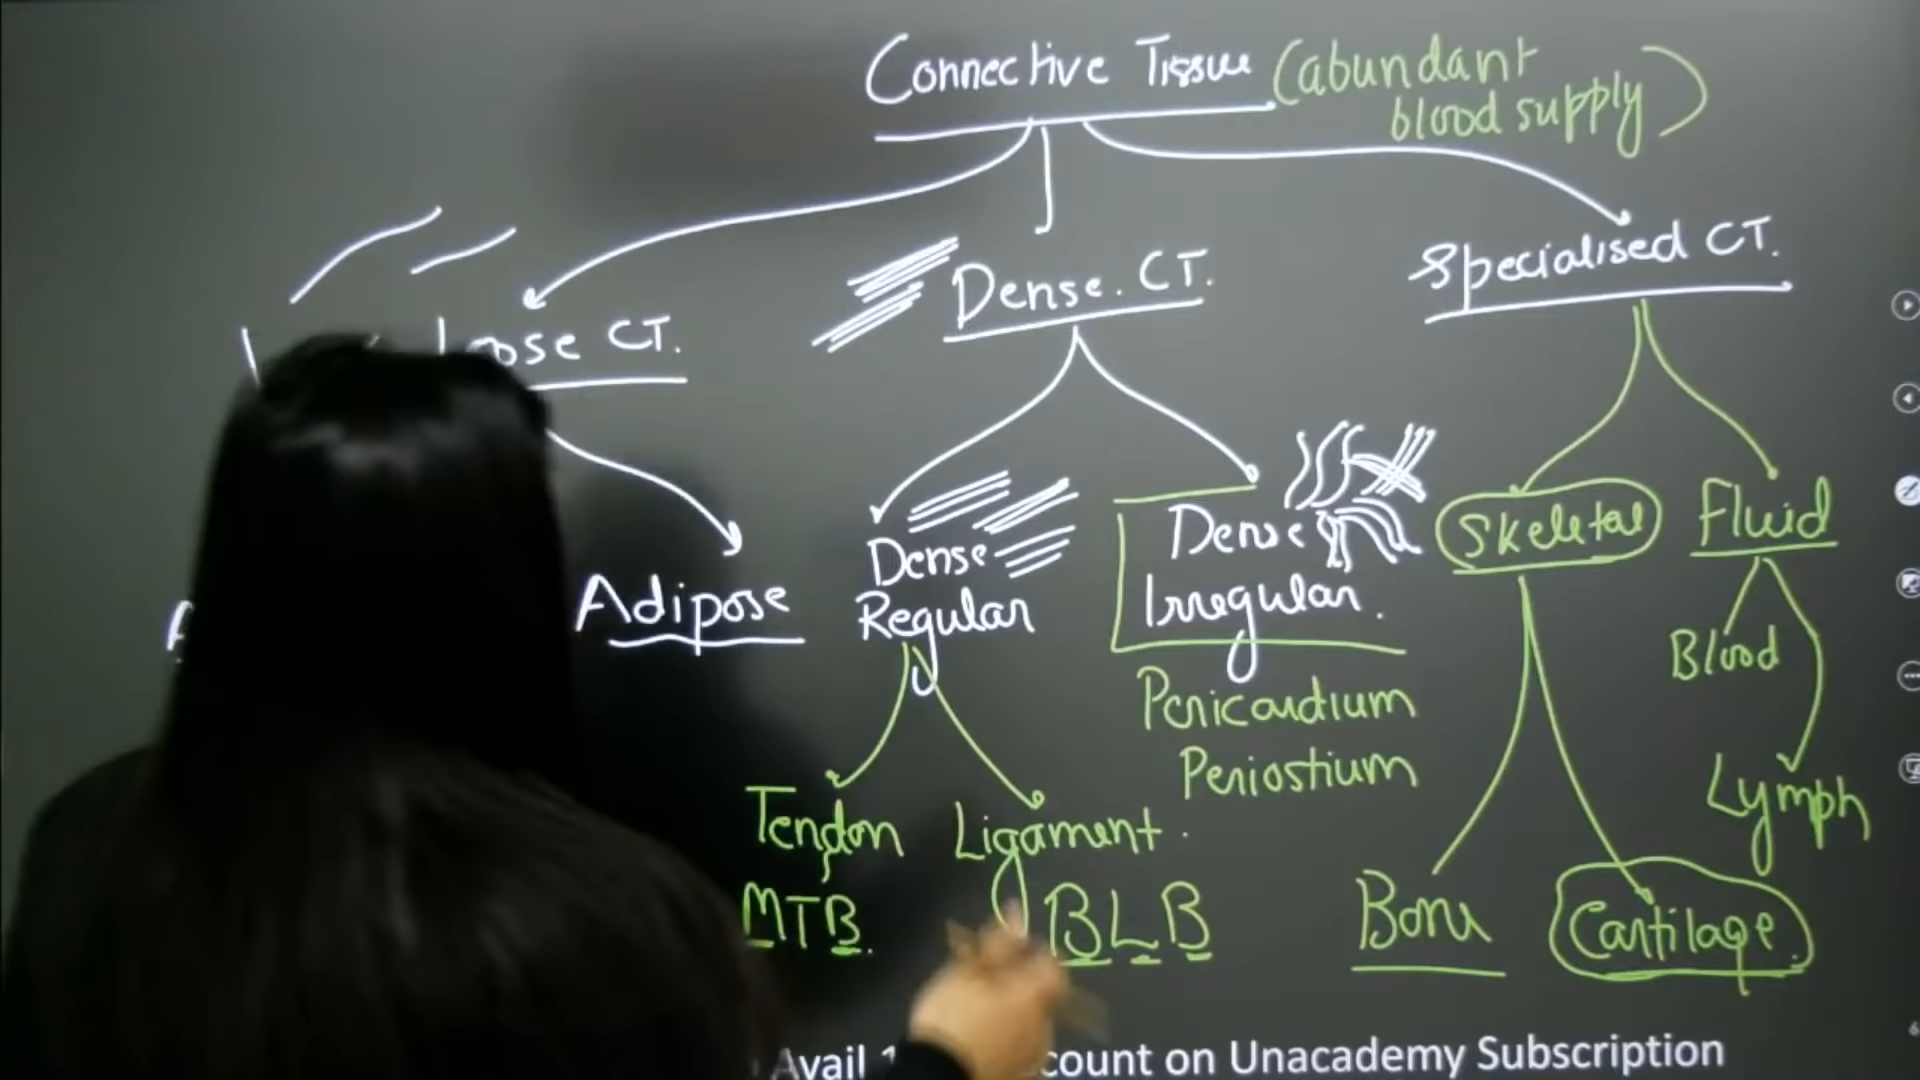 Connective Tissue (abundant
blood supply)
Loose CT.
Dense. CT.
Specialised CT.
Adipose
Dense
Regular
Dense
Irregular.
Skeletal
Fluid
Pericardium
Periostium
Blood
Lymph
Tendon
Ligament.
MTB.
BLB
Bone
Cartilage
Avail
count on Unacademy Subscription